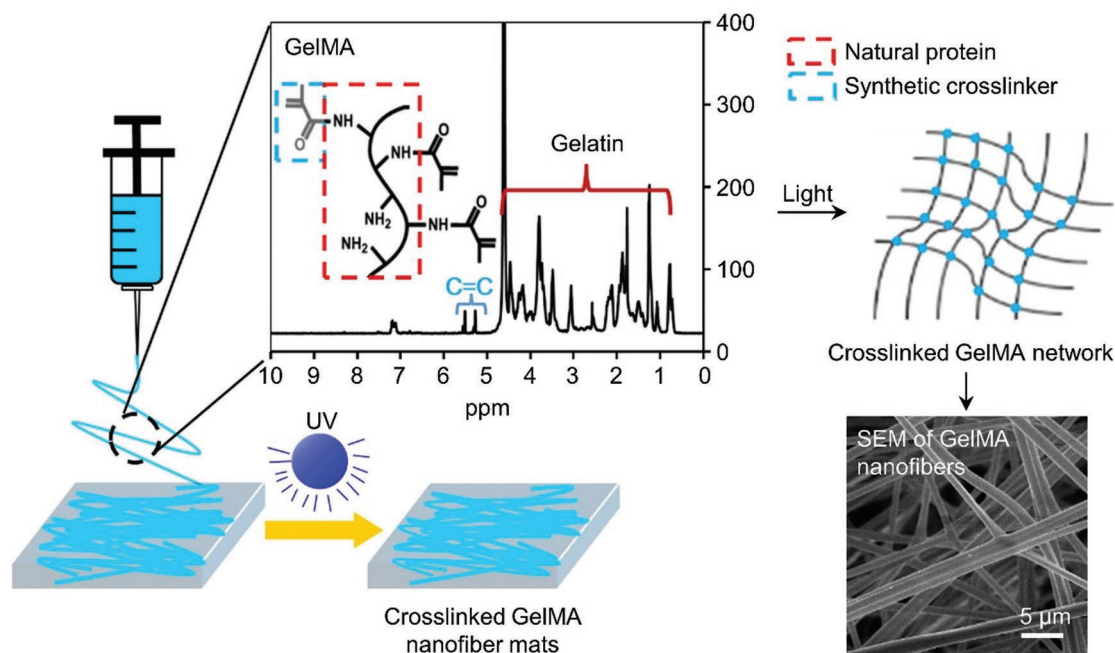 GelMA
NH
O
NH
O
NH₂
NH
O
NH₂
C=C
Gelatin
400
300
200
100
0
10 9 8 7 6 5 4 3 2 1 0
ppm
Natural protein
Synthetic crosslinker
Light
Crosslinked GelMA network
UV
Crosslinked GelMA
nanofiber mats
SEM of GelMA
nanofibers
5 μm